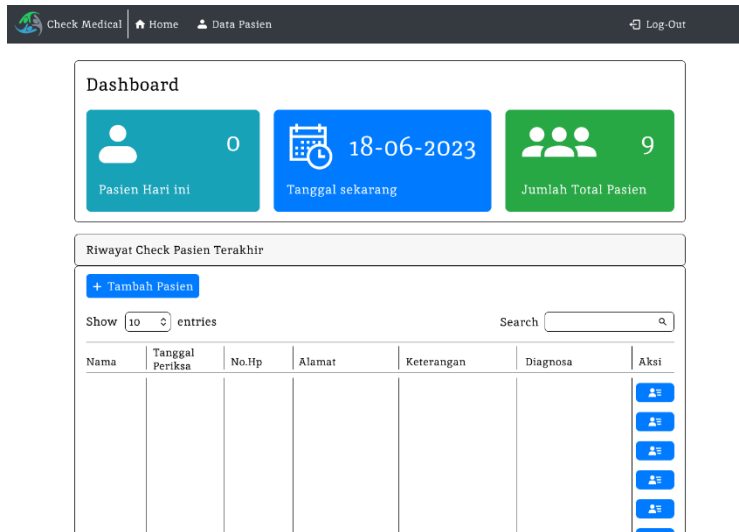 Check Medical Home Data Pasien Log-Out
Dashboard
0 18-06-2023 9
Pasien Hari ini Tanggal sekarang Jumlah Total Pasien
Riwayat Check Pasien Terakhir
+ Tambah Pasien
Show 10 entries Search
Nama Tanggal Periksa No.Hp Alamat Keterangan Diagnosa Aksi